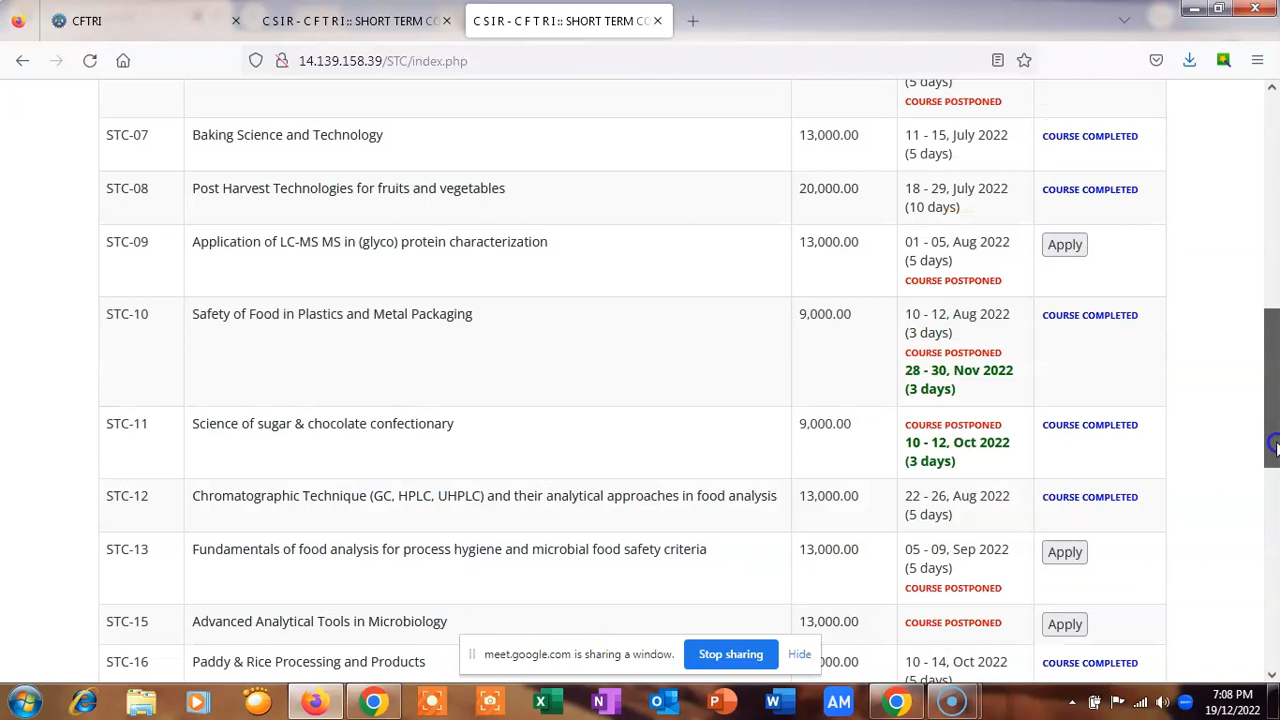 CFTRI
C S I R - C F T R I :: SHORT TERM CO
C S I R - C F T R I :: SHORT TERM CO
14.139.158.39/STC/index.php
(5 days)
COURSE POSTPONED
STC-07 Baking Science and Technology 13,000.00 11 - 15, July 2022 COURSE COMPLETED
(5 days)
STC-08 Post Harvest Technologies for fruits and vegetables 20,000.00 18 - 29, July 2022 COURSE COMPLETED
(10 days)
STC-09 Application of LC-MS MS in (glyco) protein characterization 13,000.00 01 - 05, Aug 2022 Apply
(5 days)
COURSE POSTPONED
STC-10 Safety of Food in Plastics and Metal Packaging 9,000.00 10 - 12, Aug 2022 COURSE COMPLETED
(3 days)
COURSE POSTPONED
28 - 30, Nov 2022
(3 days)
STC-11 Science of sugar & chocolate confectionary 9,000.00 COURSE POSTPONED COURSE COMPLETED
10 - 12, Oct 2022
(3 days)
STC-12 Chromatographic Technique (GC, HPLC, UHPLC) and their analytical approaches in food analysis 13,000.00 22 - 26, Aug 2022 COURSE COMPLETED
(5 days)
STC-13 Fundamentals of food analysis for process hygiene and microbial food safety criteria 13,000.00 05 - 09, Sep 2022 Apply
(5 days)
COURSE POSTPONED
STC-15 Advanced Analytical Tools in Microbiology 13,000.00 COURSE POSTPONED Apply
meet.google.com is sharing a window. Stop sharing Hide
STC-16 Paddy & Rice Processing and Products 10 - 14, Oct 2022 COURSE COMPLETED
(5 days)
AM
7:08 PM
19/12/2022